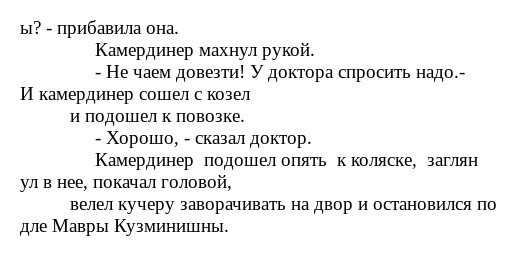 ы? - прибавила она.
Камердинер махнул рукой.
- Не чаем довезти! У доктора спросить надо.-
И камердинер сошел с козел
и подошел к повозке.
- Хорошо, - сказал доктор.
Камердинер  подошел опять  к коляске,  заглян
ул в нее, покачал головой,
велел кучеру заворачивать на двор и остановился по
дле Мавры Кузминишны.